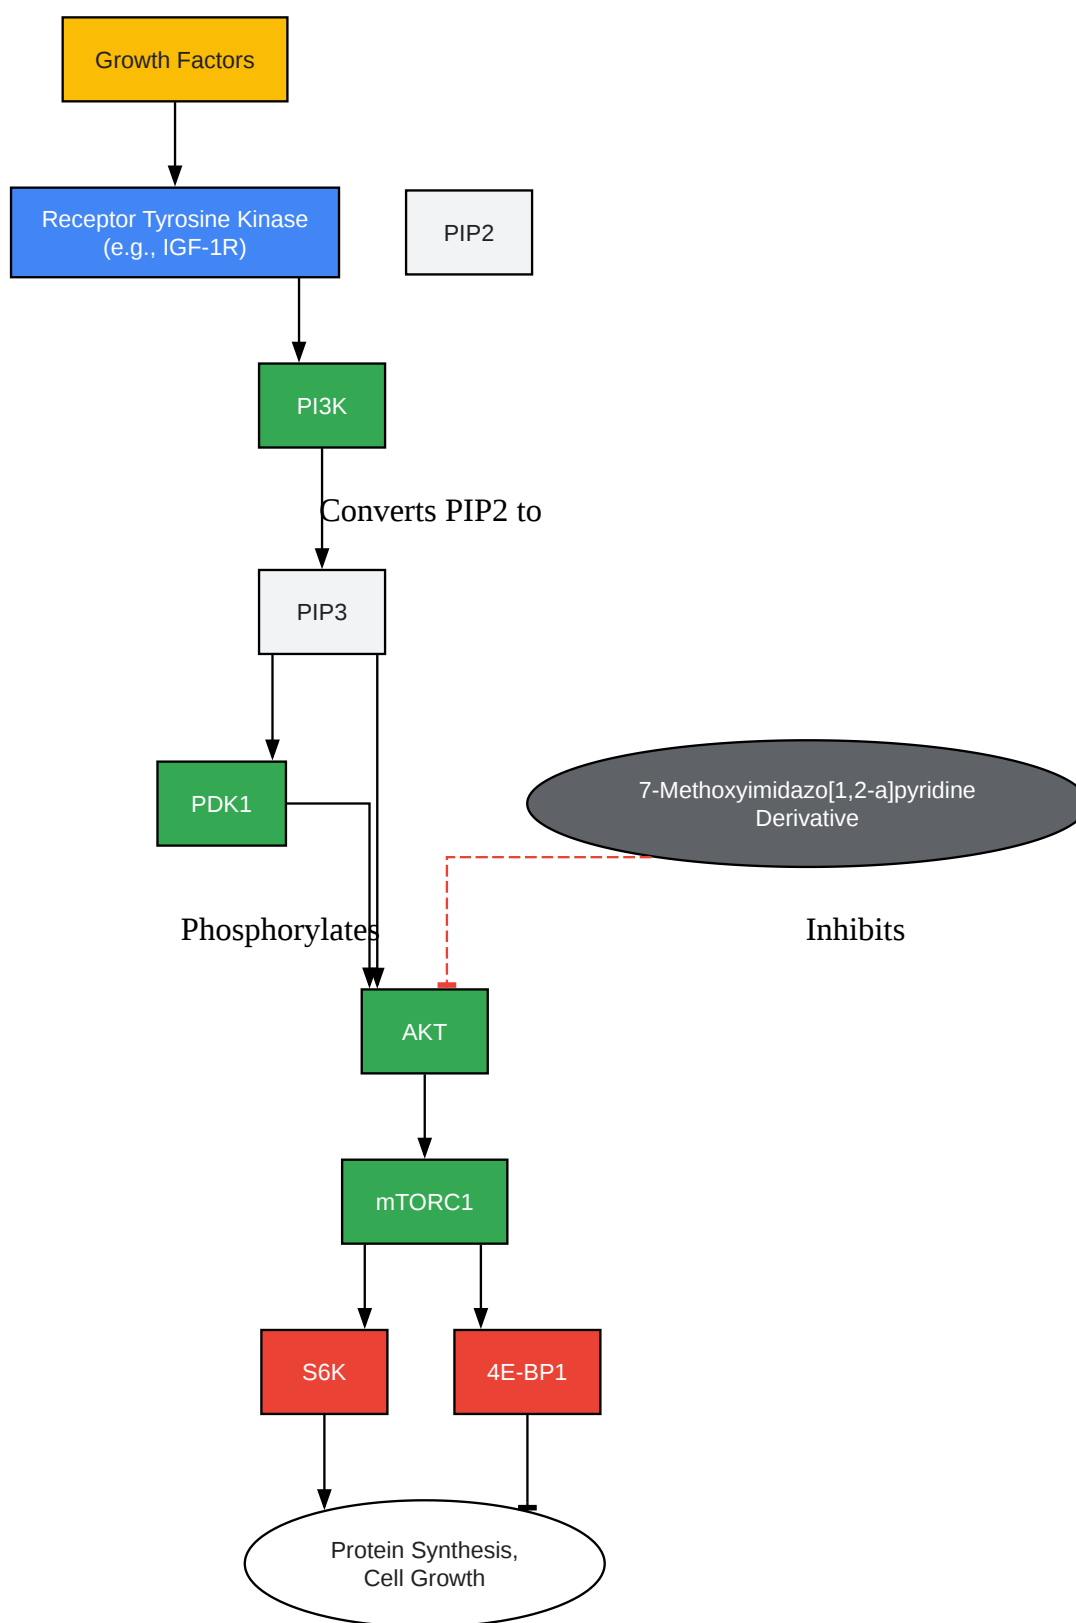 Growth Factors
Receptor Tyrosine Kinase
(e.g., IGF-1R)
PIP2
PI3K
Converts PIP2 to
PIP3
PDK1
7-Methoxyimidazo[1,2-a]pyridine
Derivative
Phosphorylates
Inhibits
AKT
mTORC1
S6K
4E-BP1
Protein Synthesis,
Cell Growth